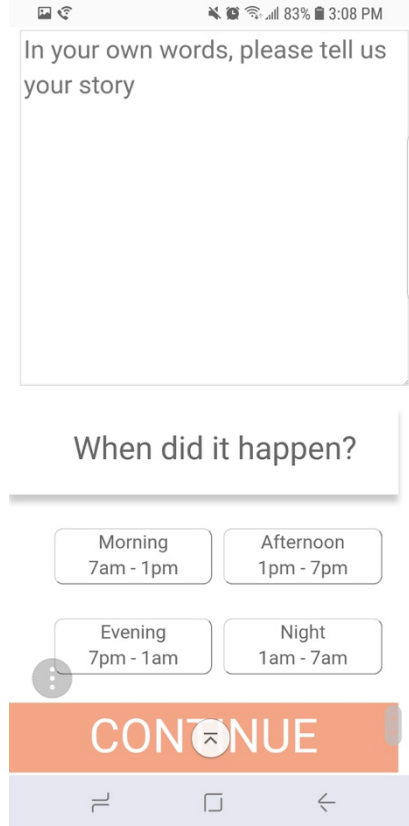 83% 3:08 PM
In your own words, please tell us
your story
When did it happen?
Morning
7am - 1pm
Afternoon
1pm - 7pm
Evening
7pm - 1am
Night
1am - 7am
CONTINUE